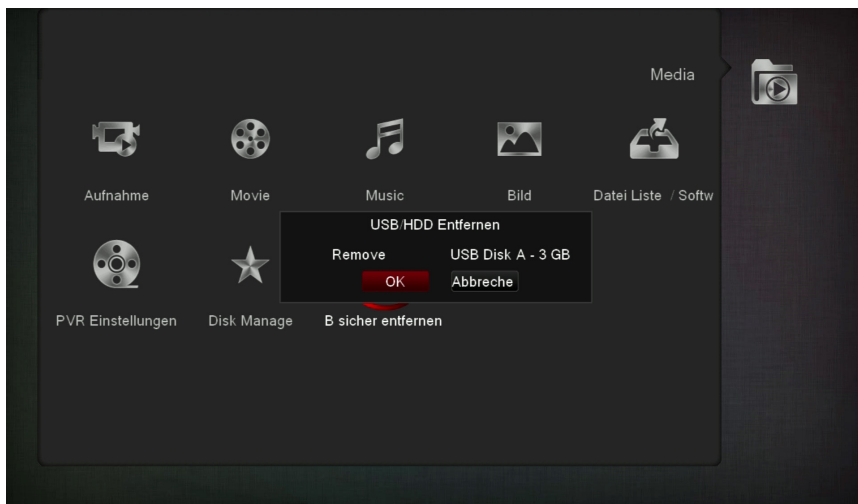 Media
Aufnahme
Movie
Music
Bild
Datei Liste / Softw
USB/HDD Entfernen
Remove USB Disk A - 3 GB
OK Abbreche
PVR Einstellungen
Disk Manage
B sicher entfernen